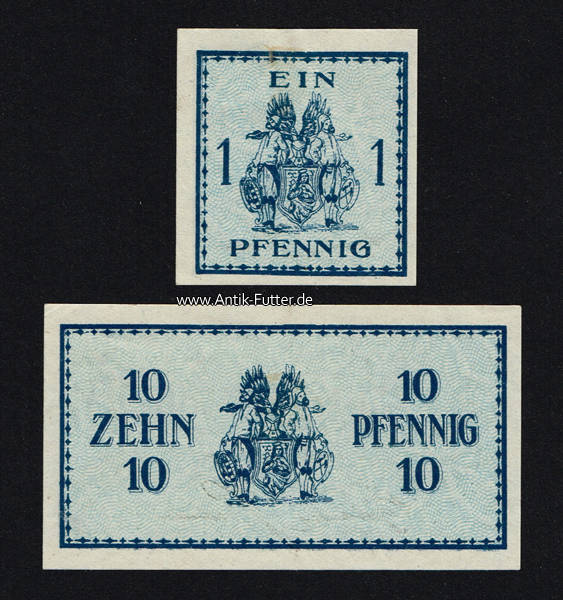 EIN
1 1
PFENNIG
www.Antik-Futter.de
10 10
ZEHN PFENNIG
10 10